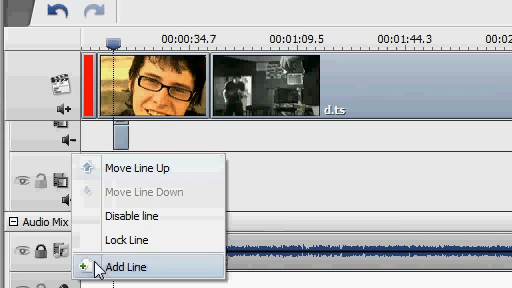 00:00:34.7 00:01:09.5 00:01:44.3 00:02
d.ts
Move Line Up
Move Line Down
Disable line
Lock Line
Audio Mix
Add Line